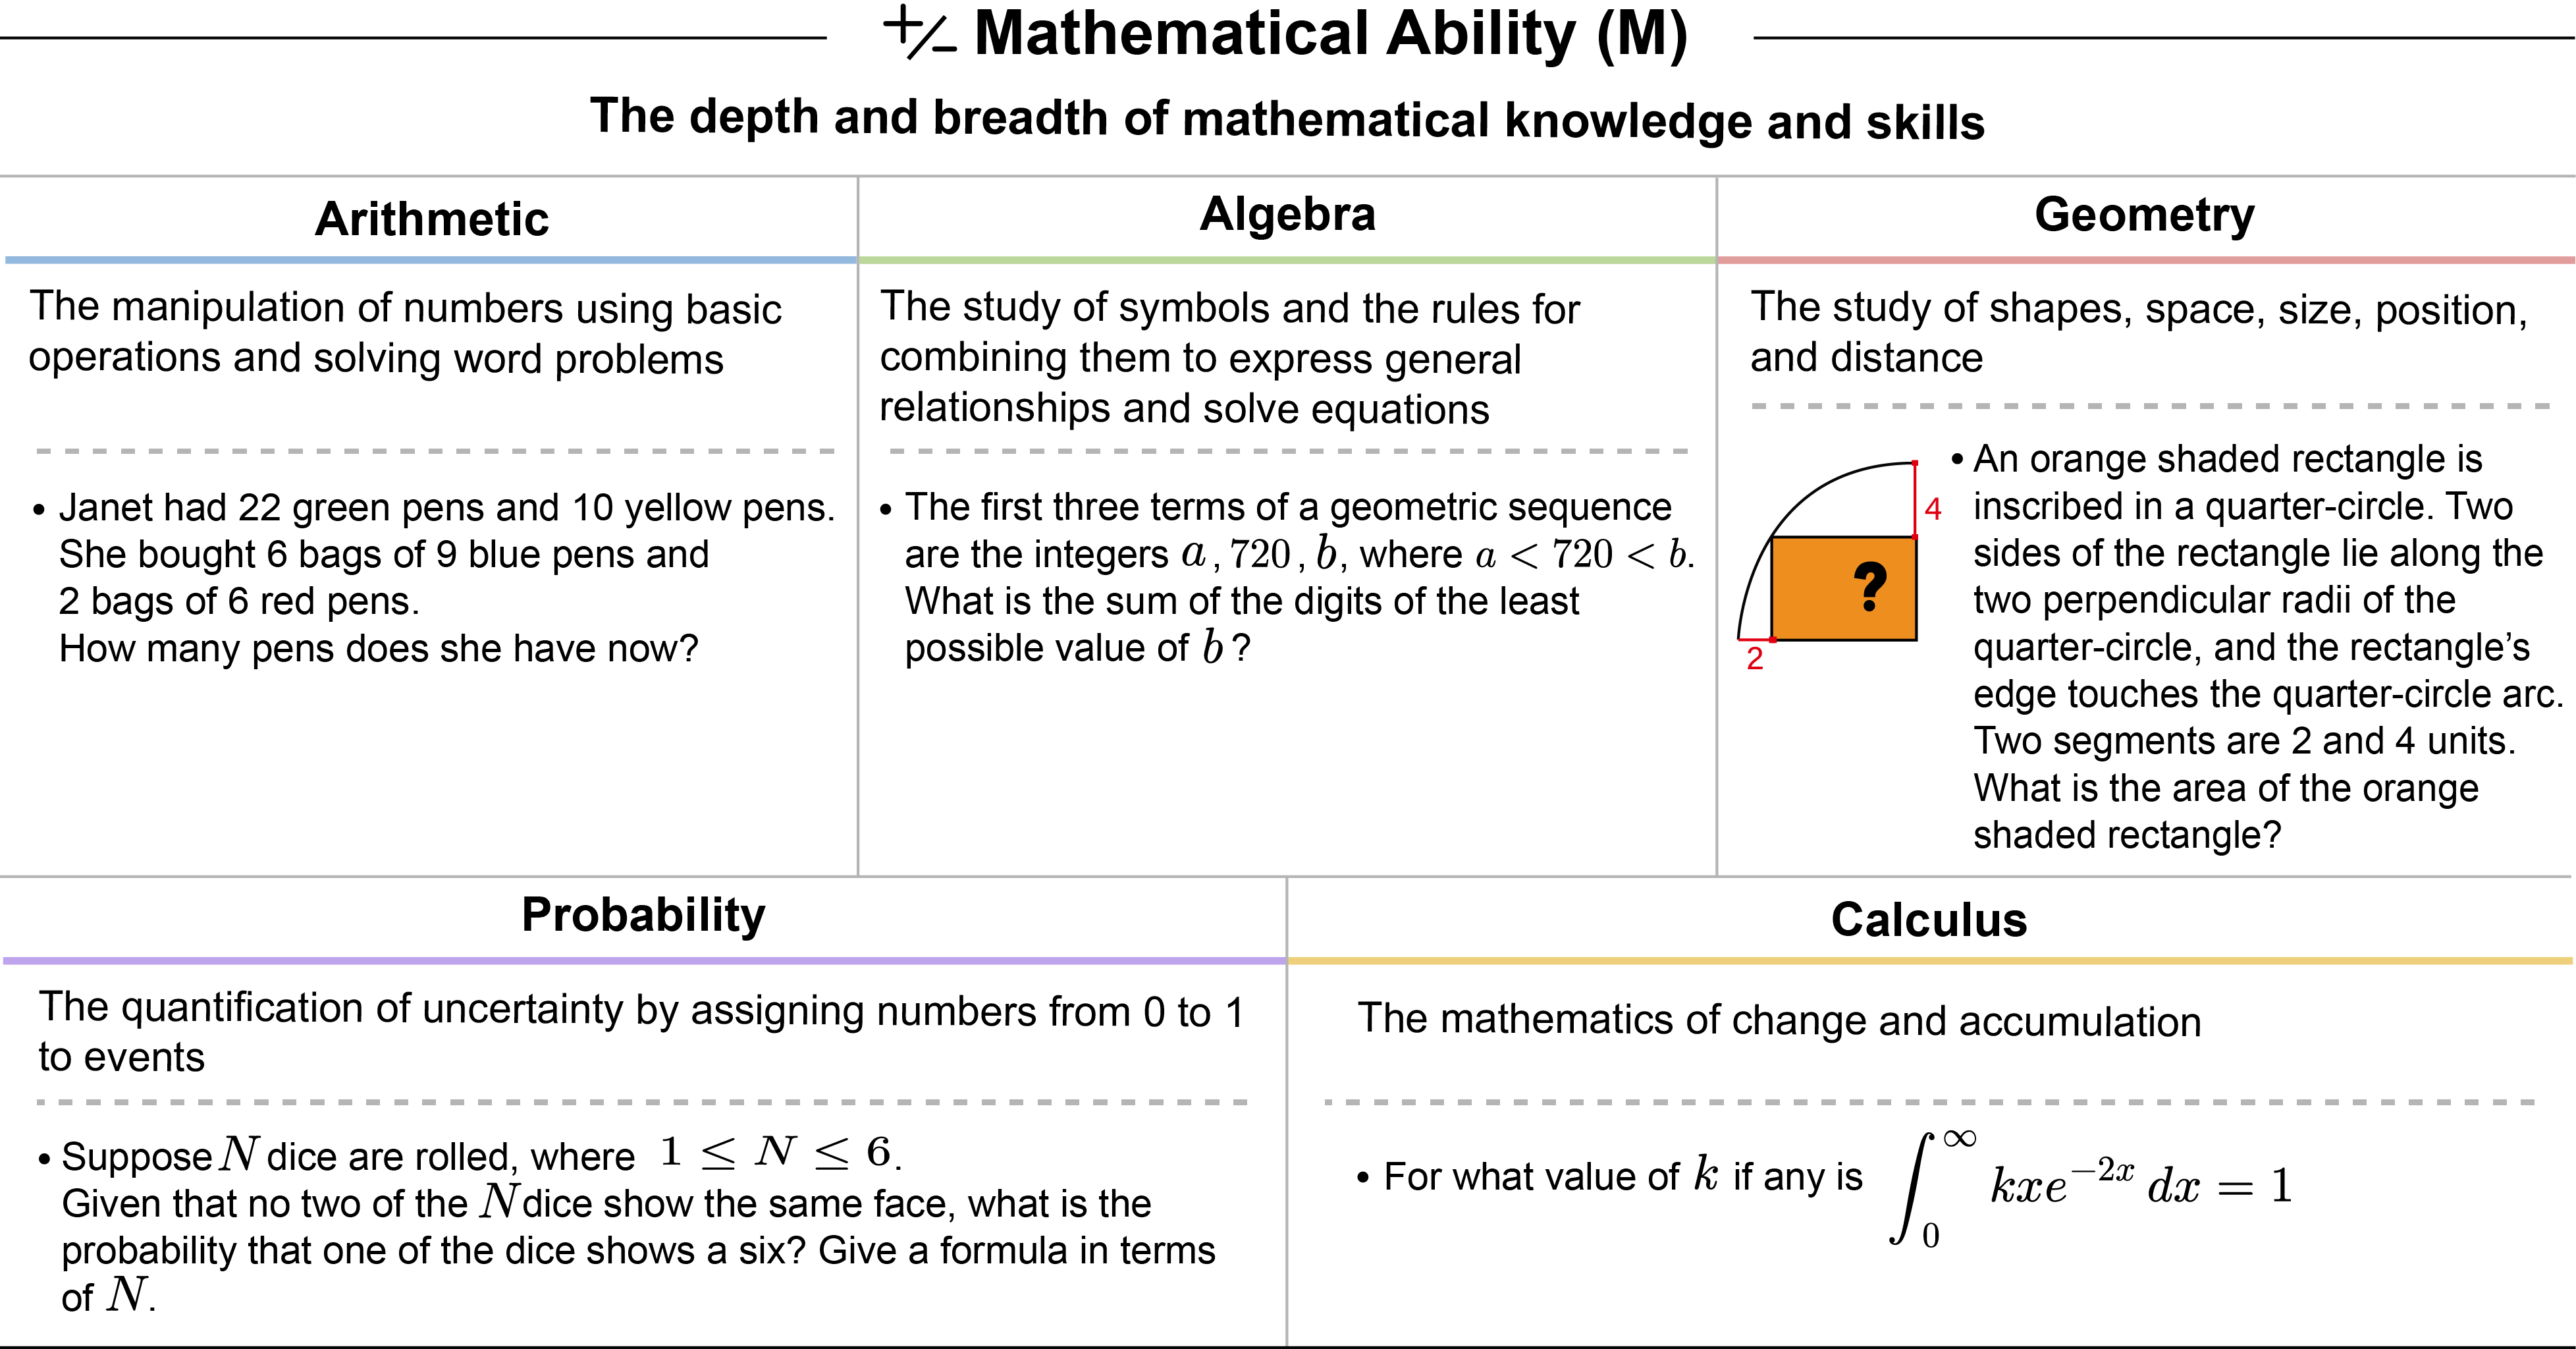 +/− Mathematical Ability (M)
The depth and breadth of mathematical knowledge and skills
Arithmetic
The manipulation of numbers using basic
operations and solving word problems
• Janet had 22 green pens and 10 yellow pens.
She bought 6 bags of 9 blue pens and
2 bags of 6 red pens.
How many pens does she have now?
Algebra
The study of symbols and the rules for
combining them to express general
relationships and solve equations
• The first three terms of a geometric sequence
are the integers a, 720, b, where a < 720 < b.
What is the sum of the digits of the least
possible value of b?
Geometry
The study of shapes, space, size, position,
and distance
4
?
2
• An orange shaded rectangle is
inscribed in a quarter-circle. Two
sides of the rectangle lie along the
two perpendicular radii of the
quarter-circle, and the rectangle’s
edge touches the quarter-circle arc.
Two segments are 2 and 4 units.
What is the area of the orange
shaded rectangle?
Probability
The quantification of uncertainty by assigning numbers from 0 to 1
to events
• Suppose N dice are rolled, where 1 ≤ N ≤ 6.
Given that no two of the N dice show the same face, what is the
probability that one of the dice shows a six? Give a formula in terms
of N.
Calculus
The mathematics of change and accumulation
• For what value of k if any is ∫₀^∞ kxe^{−2x} dx = 1